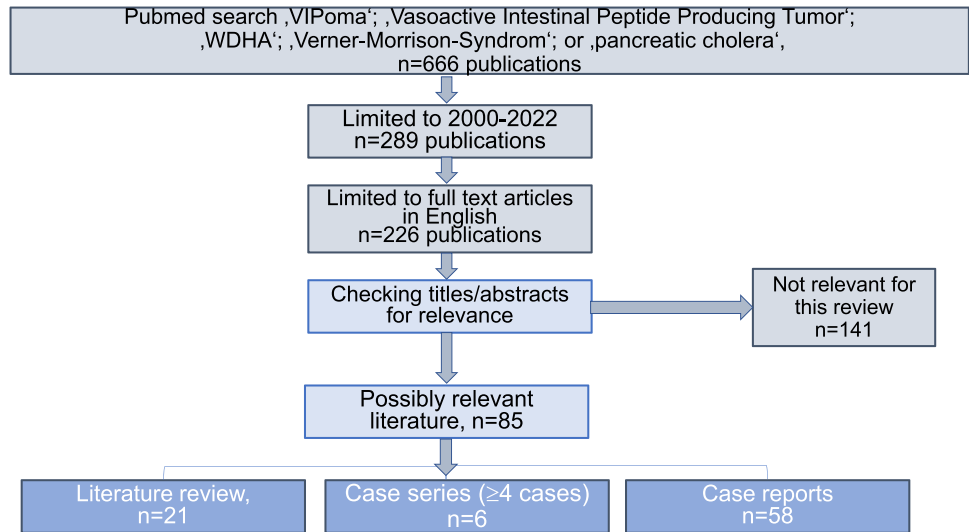 Pubmed search ‚VIPoma‘; ‚Vasoactive Intestinal Peptide Producing Tumor‘;
‚WDHA‘; ‚Verner-Morrison-Syndrom‘; or ‚pancreatic cholera‘,
n=666 publications
Limited to 2000-2022
n=289 publications
Limited to full text articles
in English
n=226 publications
Checking titles/abstracts
for relevance
Not relevant for
this review
n=141
Possibly relevant
literature, n=85
Literature review,
n=21
Case series (≥4 cases)
n=6
Case reports
n=58